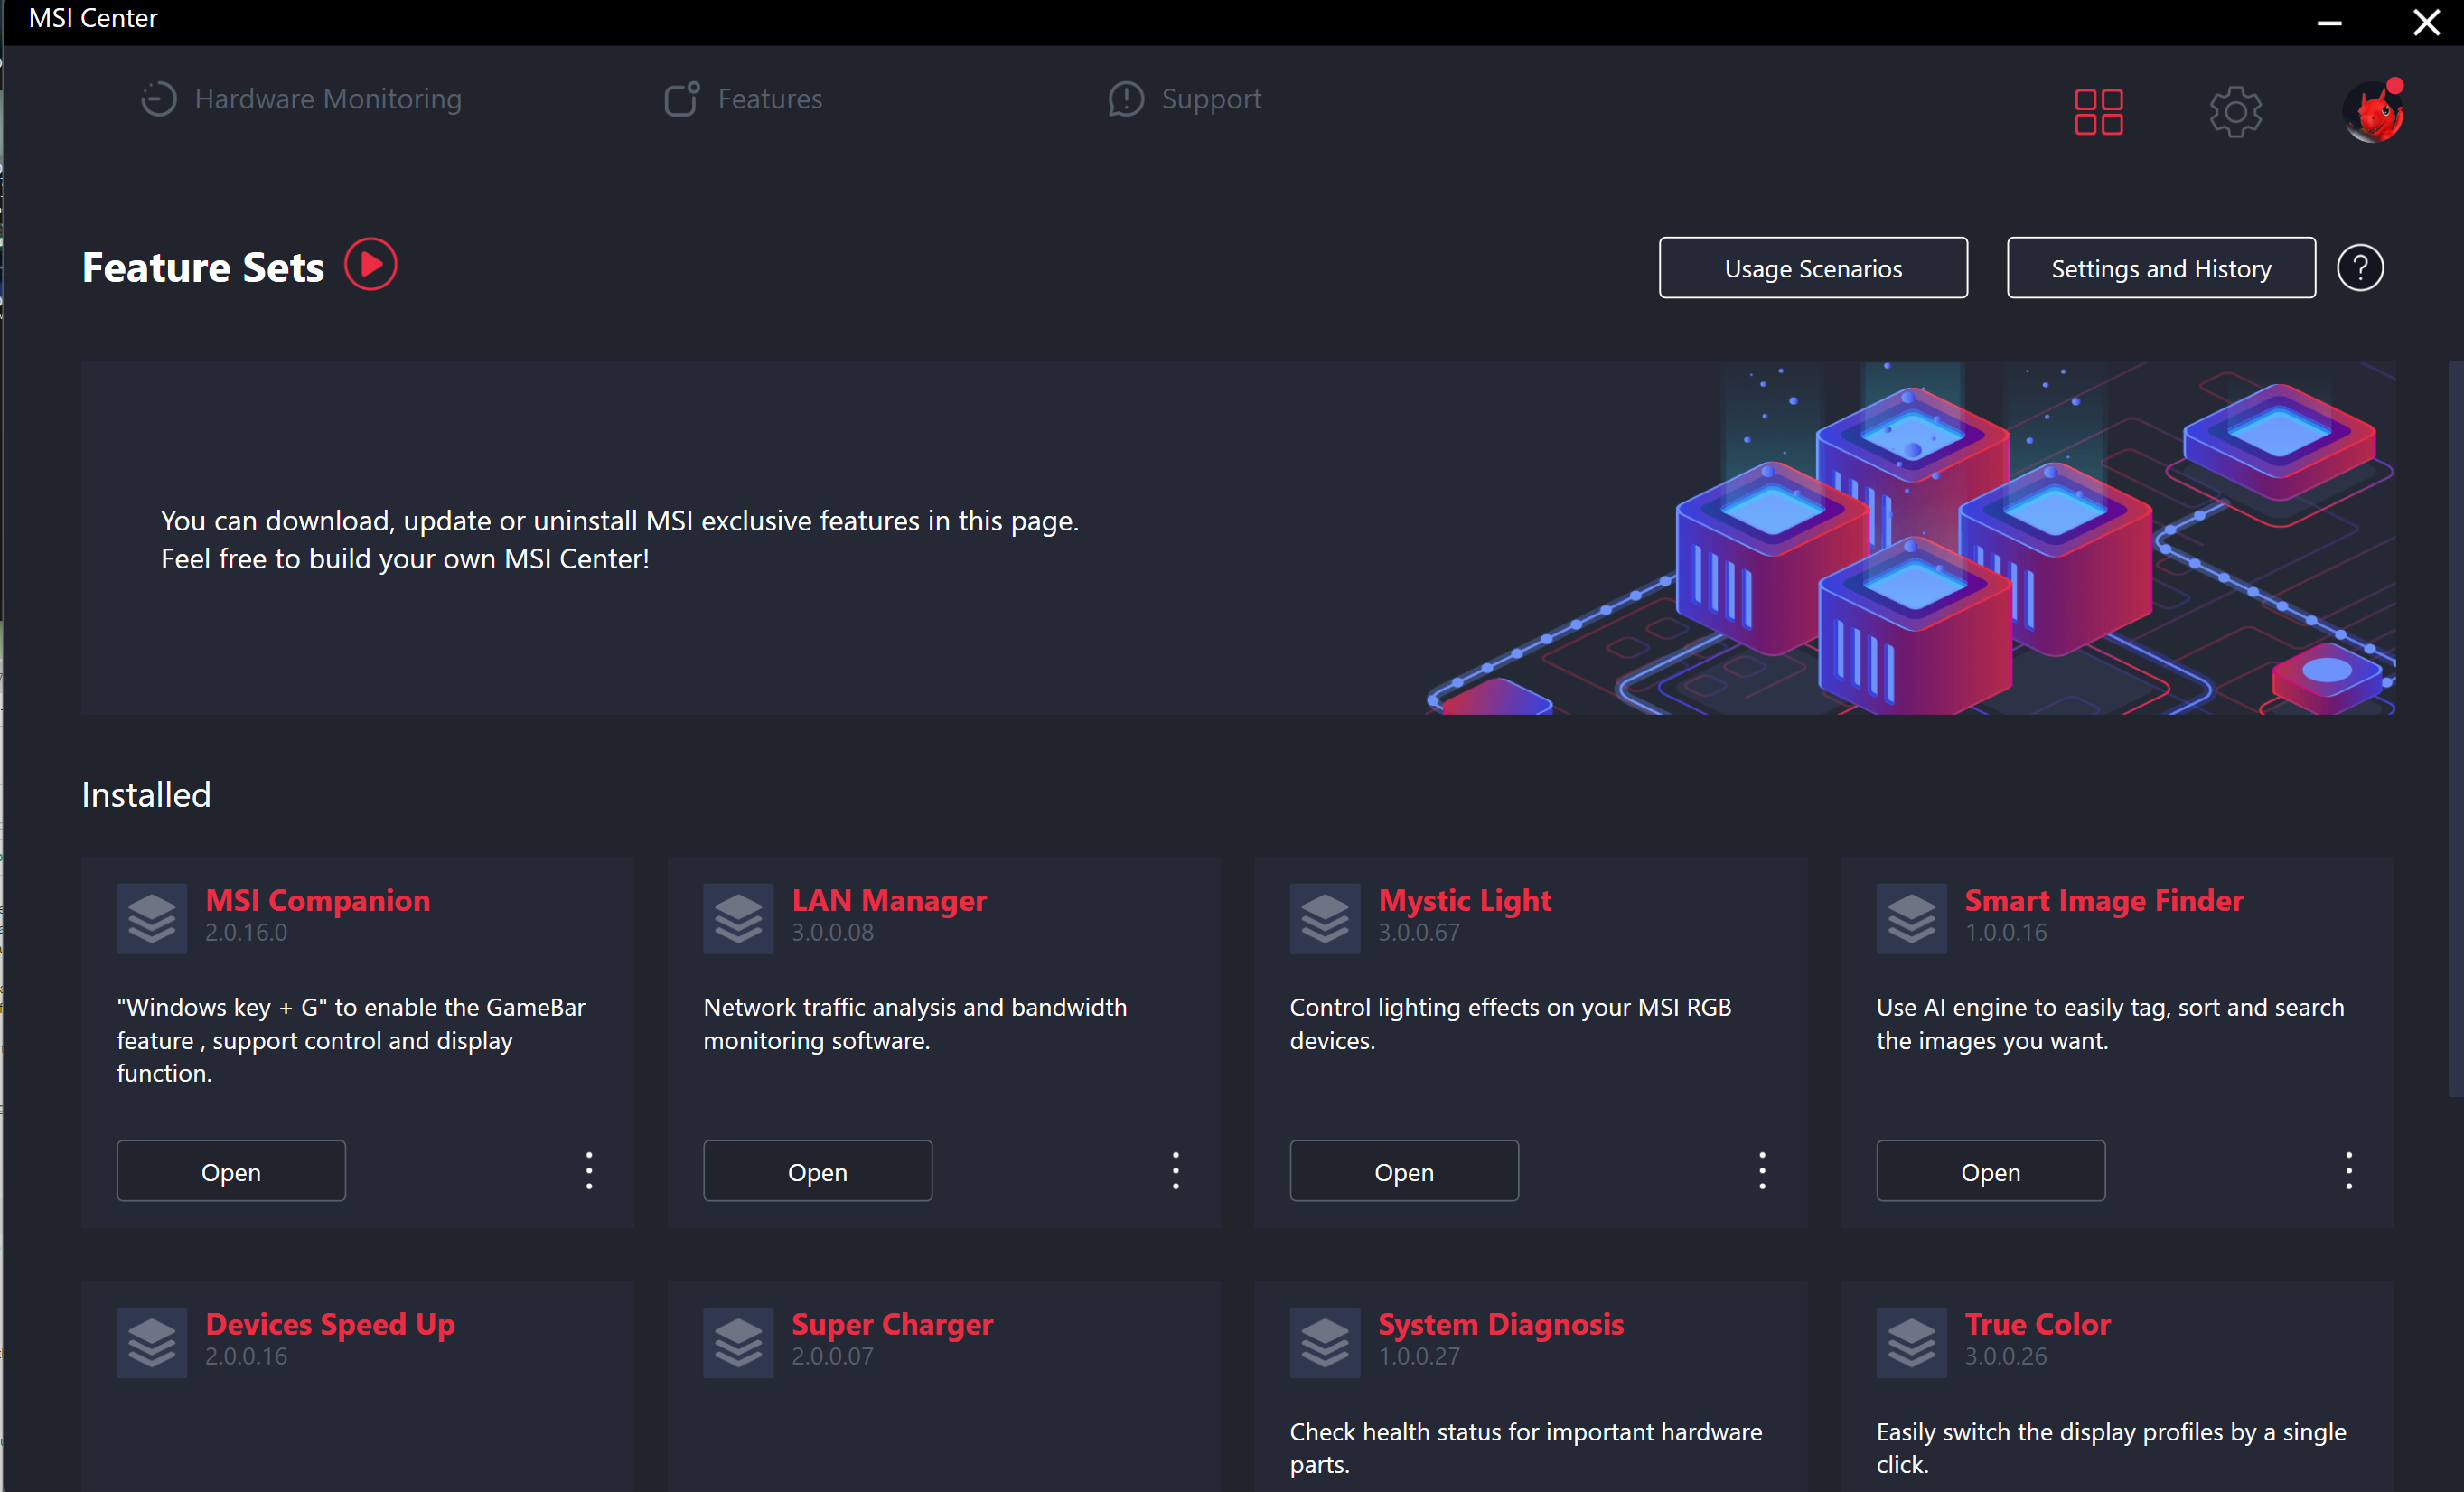 MSI Center
Hardware Monitoring
Features
Support
Feature Sets
Usage Scenarios
Settings and History
?
You can download, update or uninstall MSI exclusive features in this page.
Feel free to build your own MSI Center!
Installed
MSI Companion
2.0.16.0
"Windows key + G" to enable the GameBar
feature , support control and display
function.
Open
LAN Manager
3.0.0.08
Network traffic analysis and bandwidth
monitoring software.
Open
Mystic Light
3.0.0.67
Control lighting effects on your MSI RGB
devices.
Open
Smart Image Finder
1.0.0.16
Use AI engine to easily tag, sort and search
the images you want.
Open
Devices Speed Up
2.0.0.16
Super Charger
2.0.0.07
System Diagnosis
1.0.0.27
Check health status for important hardware
parts.
True Color
3.0.0.26
Easily switch the display profiles by a single
click.